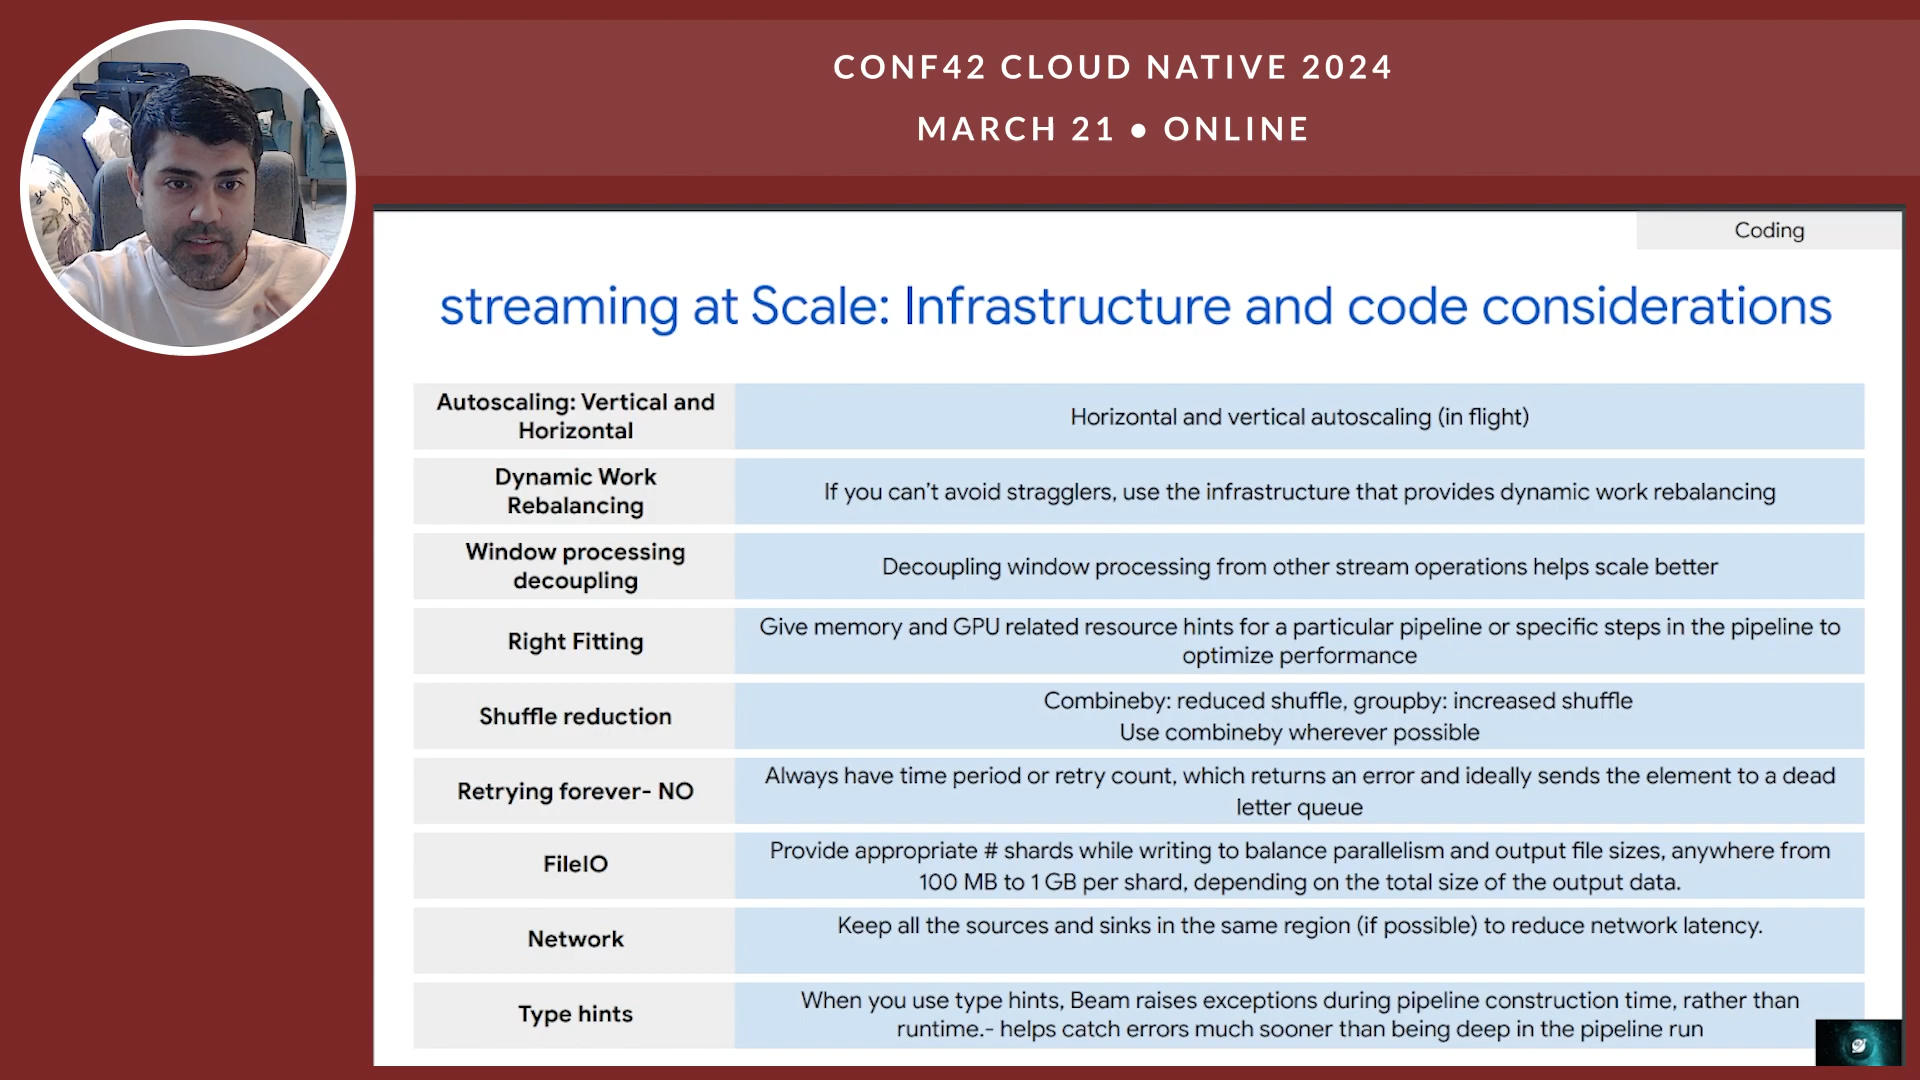 CONF42 CLOUD NATIVE 2024
MARCH 21 ● ONLINE
Coding
streaming at Scale: Infrastructure and code considerations
Autoscaling: Vertical and
Horizontal
Horizontal and vertical autoscaling (in flight)
Dynamic Work
Rebalancing
If you can't avoid stragglers, use the infrastructure that provides dynamic work rebalancing
Window processing
decoupling
Decoupling window processing from other stream operations helps scale better
Right Fitting
Give memory and GPU related resource hints for a particular pipeline or specific steps in the pipeline to
optimize performance
Shuffle reduction
Combineby: reduced shuffle, groupby: increased shuffle
Use combineby wherever possible
Retrying forever- NO
Always have time period or retry count, which returns an error and ideally sends the element to a dead
letter queue
FileIO
Provide appropriate # shards while writing to balance parallelism and output file sizes, anywhere from
100 MB to 1 GB per shard, depending on the total size of the output data.
Network
Keep all the sources and sinks in the same region (if possible) to reduce network latency.
Type hints
When you use type hints, Beam raises exceptions during pipeline construction time, rather than
runtime.- helps catch errors much sooner than being deep in the pipeline run